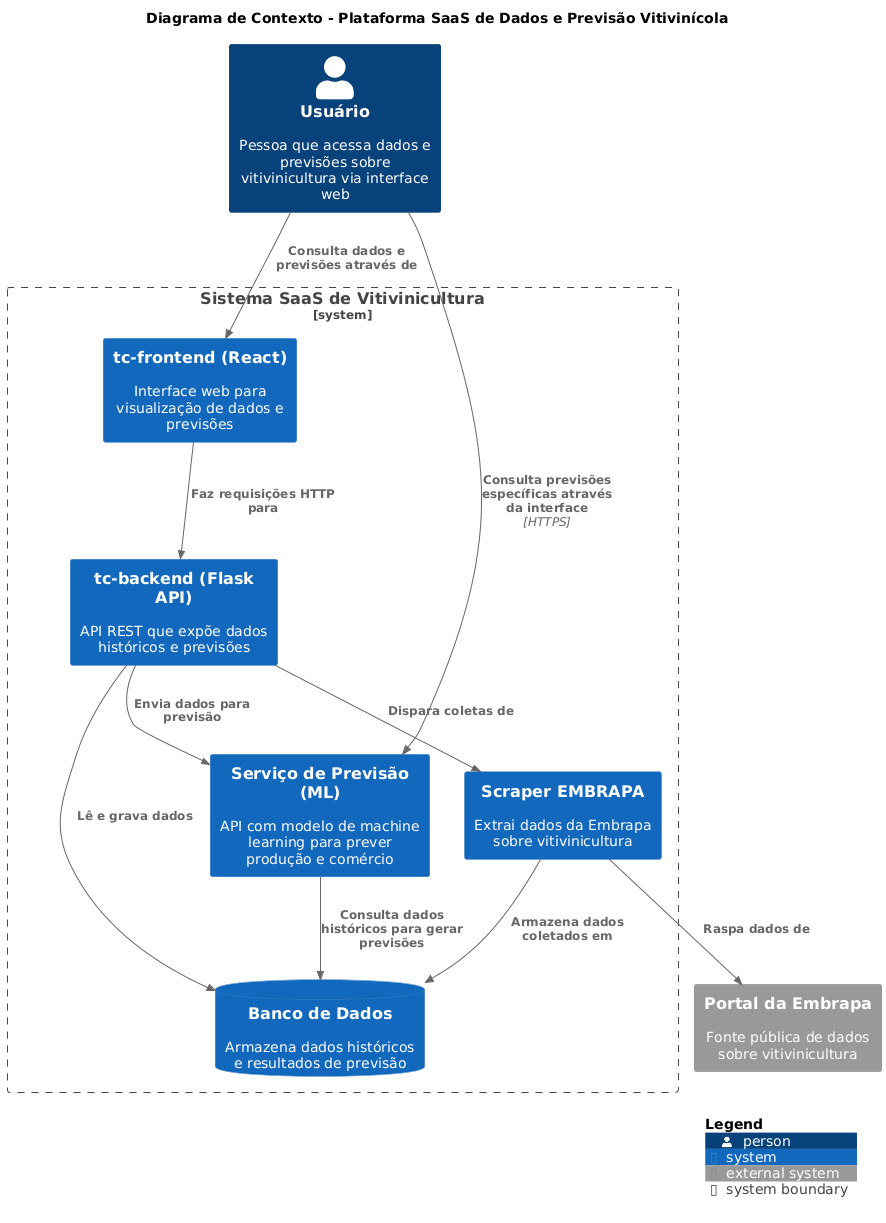 Diagrama de Contexto - Plataforma SaaS de Dados e Previsão Vitivinícola
Usuário
Pessoa que acessa dados e
previsões sobre
vitivinicultura via interface
web
Consulta dados e
previsões através de
Sistema SaaS de Vitivinicultura
[system]
tc-frontend (React)
Interface web para
visualização de dados e
previsões
Consulta previsões
específicas através
da interface
[HTTPS]
Faz requisições HTTP
para
tc-backend (Flask
API)
API REST que expõe dados
históricos e previsões
Envia dados para
previsão
Dispara coletas de
Lê e grava dados
Serviço de Previsão
(ML)
API com modelo de machine
learning para prever
produção e comércio
Scraper EMBRAPA
Extrai dados da Embrapa
sobre vitivinicultura
Consulta dados
históricos para gerar
previsões
Armazena dados
coletados em
Raspa dados de
Banco de Dados
Armazena dados históricos
e resultados de previsão
Portal da Embrapa
Fonte pública de dados
sobre vitivinicultura
Legend
person
system
external system
system boundary